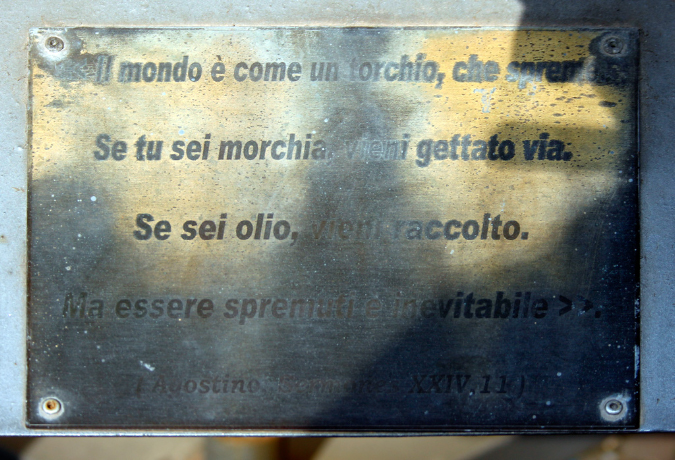 << Il mondo è come un torchio, che spreme.
Se tu sei morchia, vieni gettato via.
Se sei olio, vieni raccolto.
Ma essere spremuti è inevitabile >>.
( Agostino, XXIV.11 )